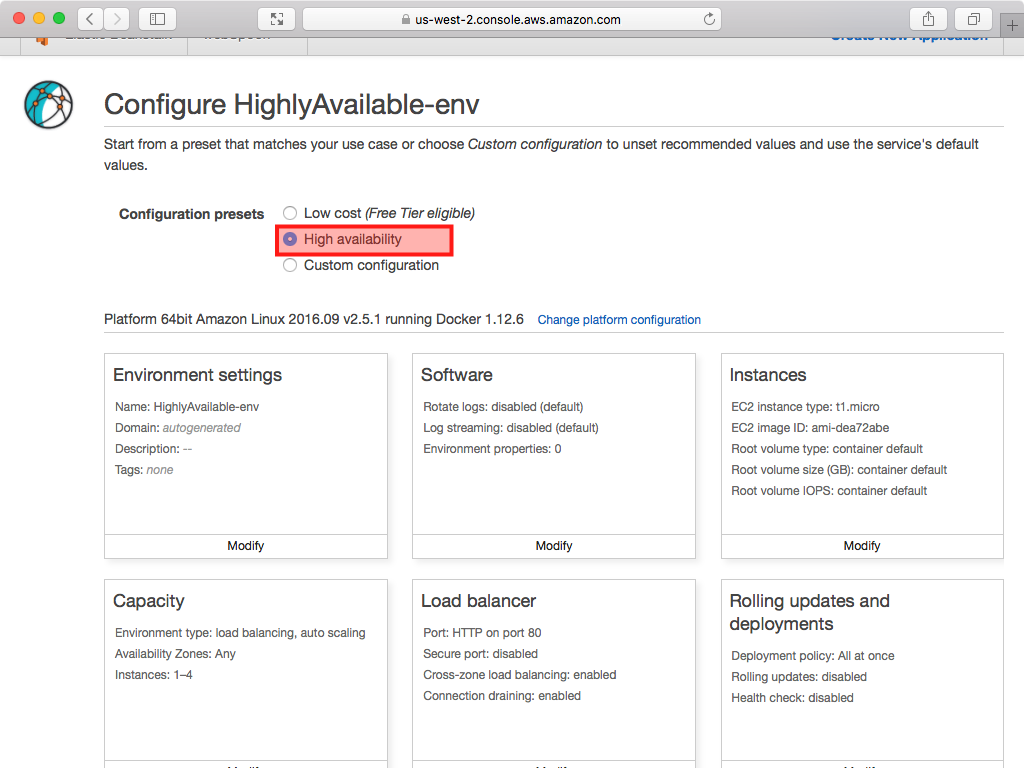 us-west-2.console.aws.amazon.com
Create New Application
Configure HighlyAvailable-env
Start from a preset that matches your use case or choose Custom configuration to unset recommended values and use the service's default
values.
Configuration presets
Low cost (Free Tier eligible)
High availability
Custom configuration
Platform 64bit Amazon Linux 2016.09 v2.5.1 running Docker 1.12.6 Change platform configuration
Environment settings
Name: HighlyAvailable-env
Domain: autogenerated
Description: --
Tags: none
Modify
Software
Rotate logs: disabled (default)
Log streaming: disabled (default)
Environment properties: 0
Modify
Instances
EC2 instance type: t1.micro
EC2 image ID: ami-dea72abe
Root volume type: container default
Root volume size (GB): container default
Root volume IOPS: container default
Modify
Capacity
Environment type: load balancing, auto scaling
Availability Zones: Any
Instances: 1–4
Load balancer
Port: HTTP on port 80
Secure port: disabled
Cross-zone load balancing: enabled
Connection draining: enabled
Rolling updates and
deployments
Deployment policy: All at once
Rolling updates: disabled
Health check: disabled